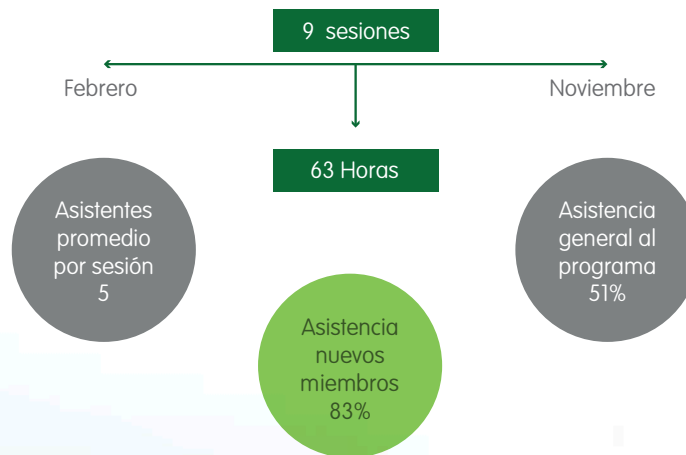 9 sesiones
Febrero
Noviembre
63 Horas
Asistentes
promedio
por sesión
5
Asistencia
general al
programa
51%
Asistencia
nuevos
miembros
83%